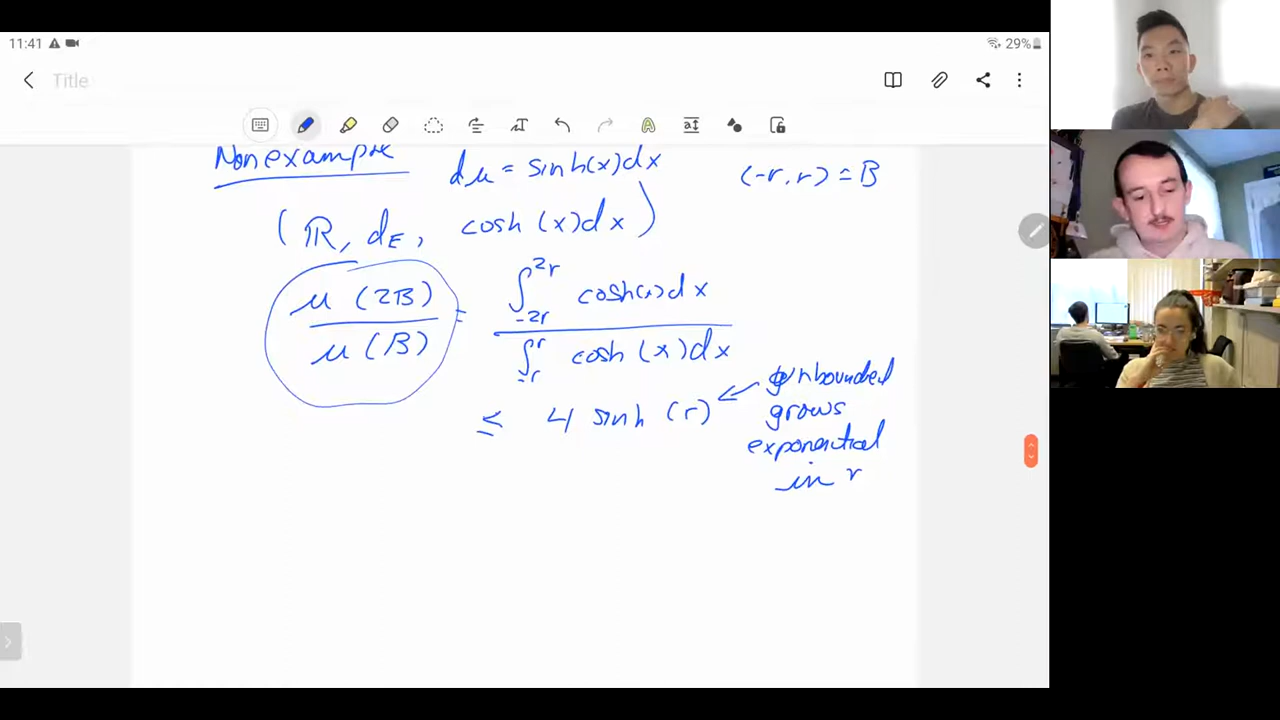 11:41
29%
Title
Nonexample dμ = sinh(x)dx (-r, r) = B
(ℝ, d_E, cosh(x)dx)
μ(2B) / μ(B) = ∫_{-2r}^{2r} cosh(x)dx / ∫_{-r}^{r} cosh(x)dx
≤ 4 sinh(r) ← unbounded
grows
exponential
in r